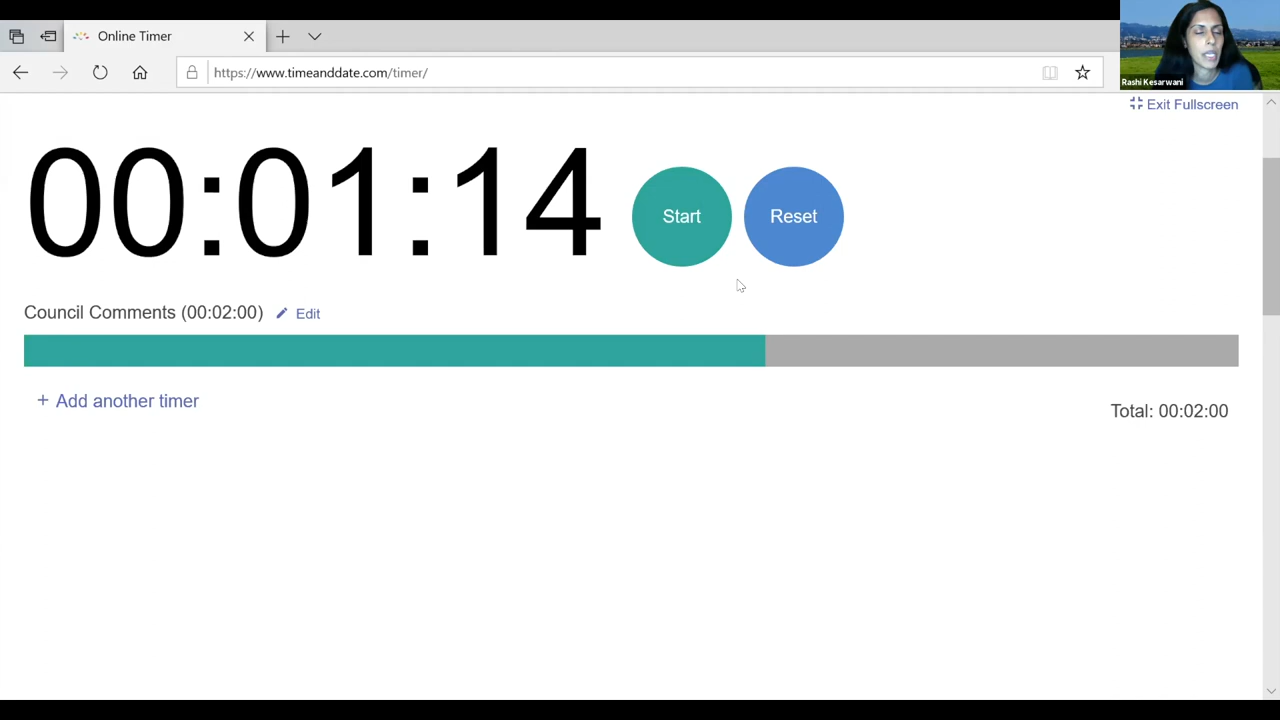 Online Timer
https://www.timeanddate.com/timer/
Rashi Kesarwani
Exit Fullscreen
00:01:14
Start
Reset
Council Comments (00:02:00)
Edit
+ Add another timer
Total: 00:02:00